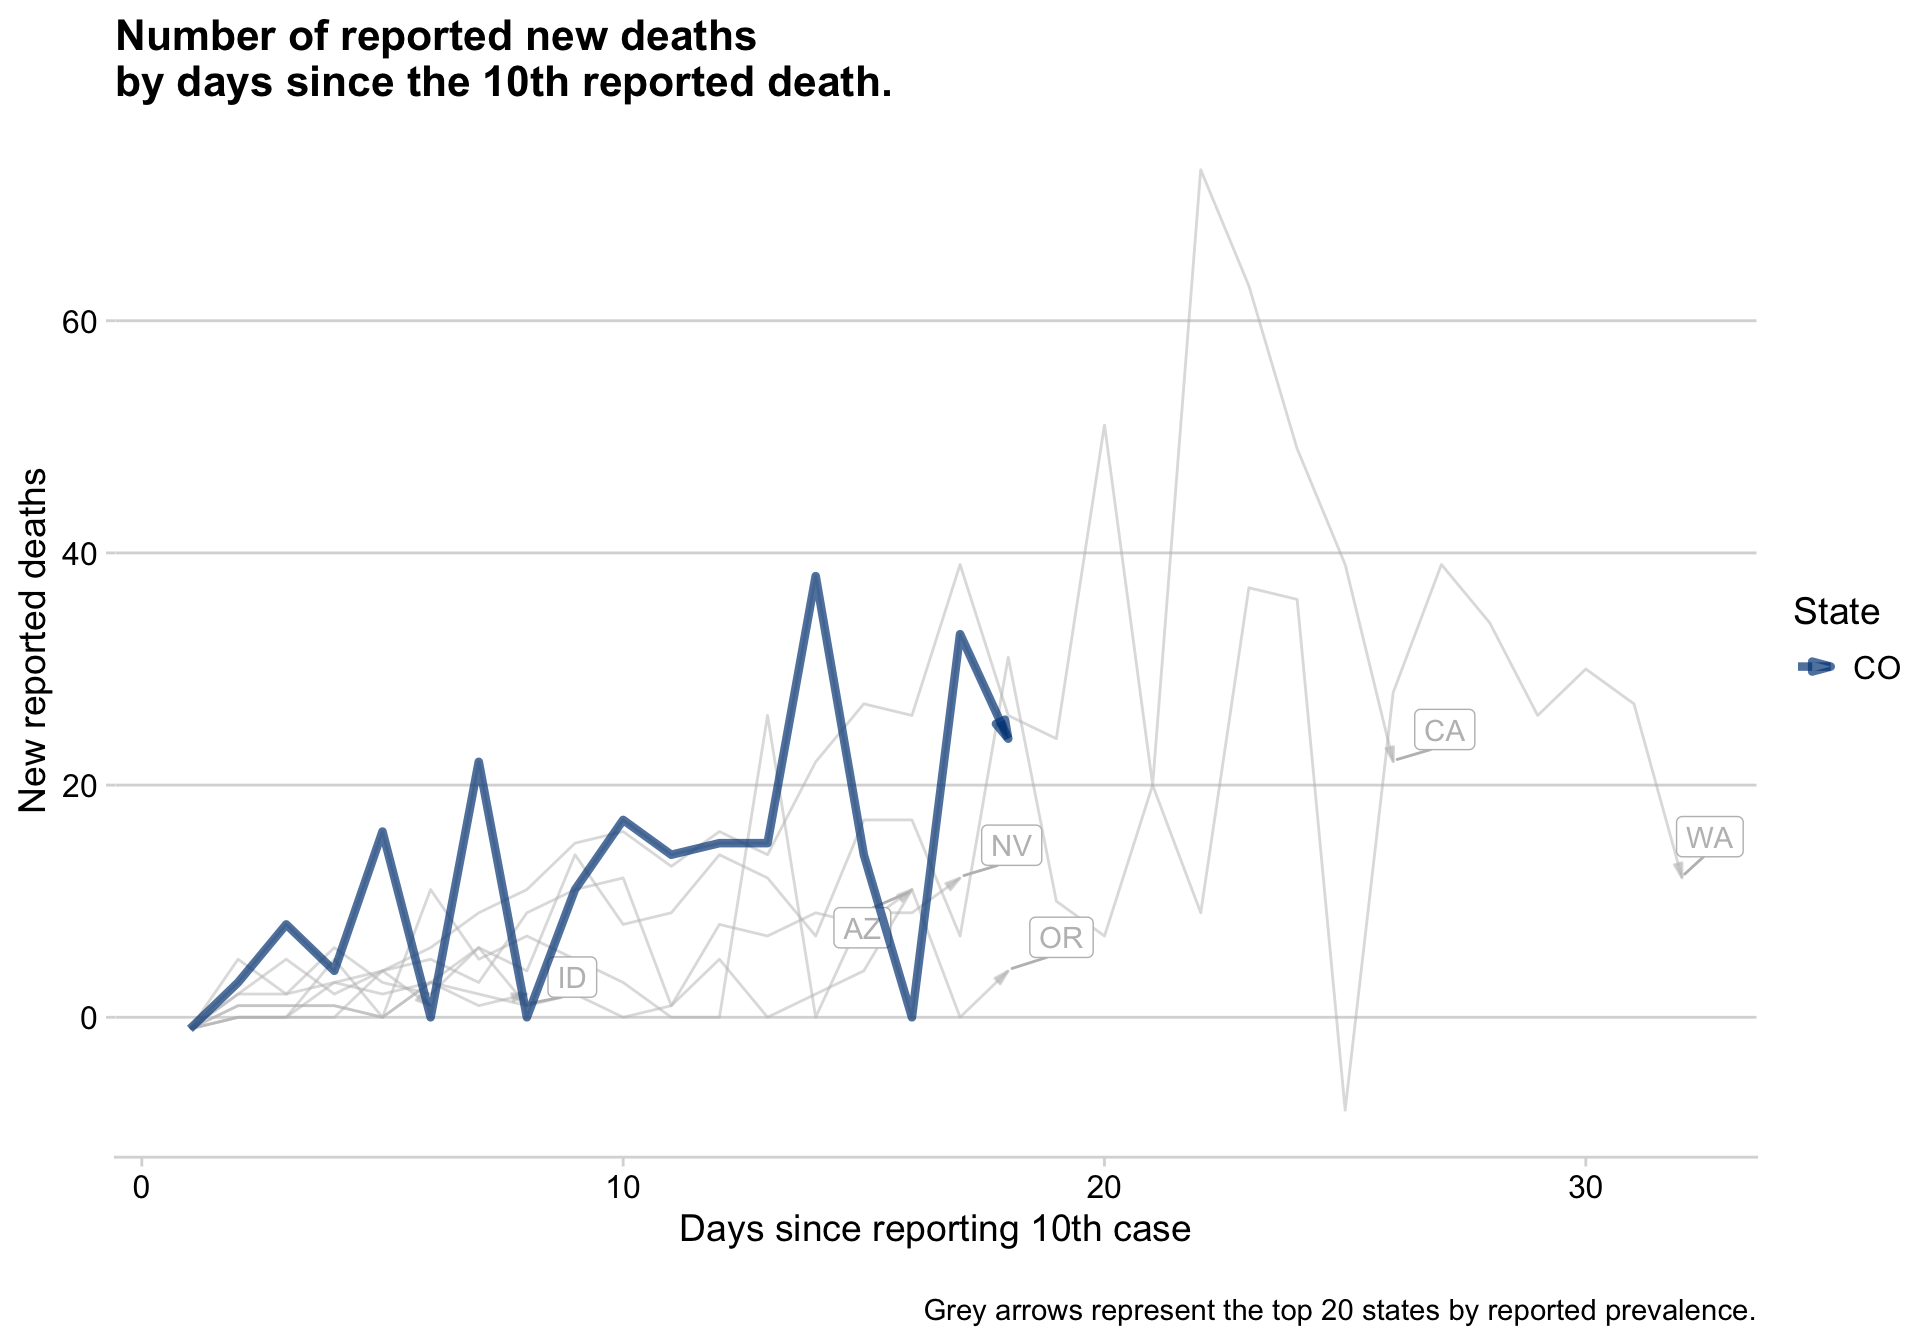 Number of reported new deaths
by days since the 10th reported death.
New reported deaths
60
40
20
0
CA
WA
NV
AZ
OR
ID
State
CO
0
10
20
30
Days since reporting 10th case
Grey arrows represent the top 20 states by reported prevalence.